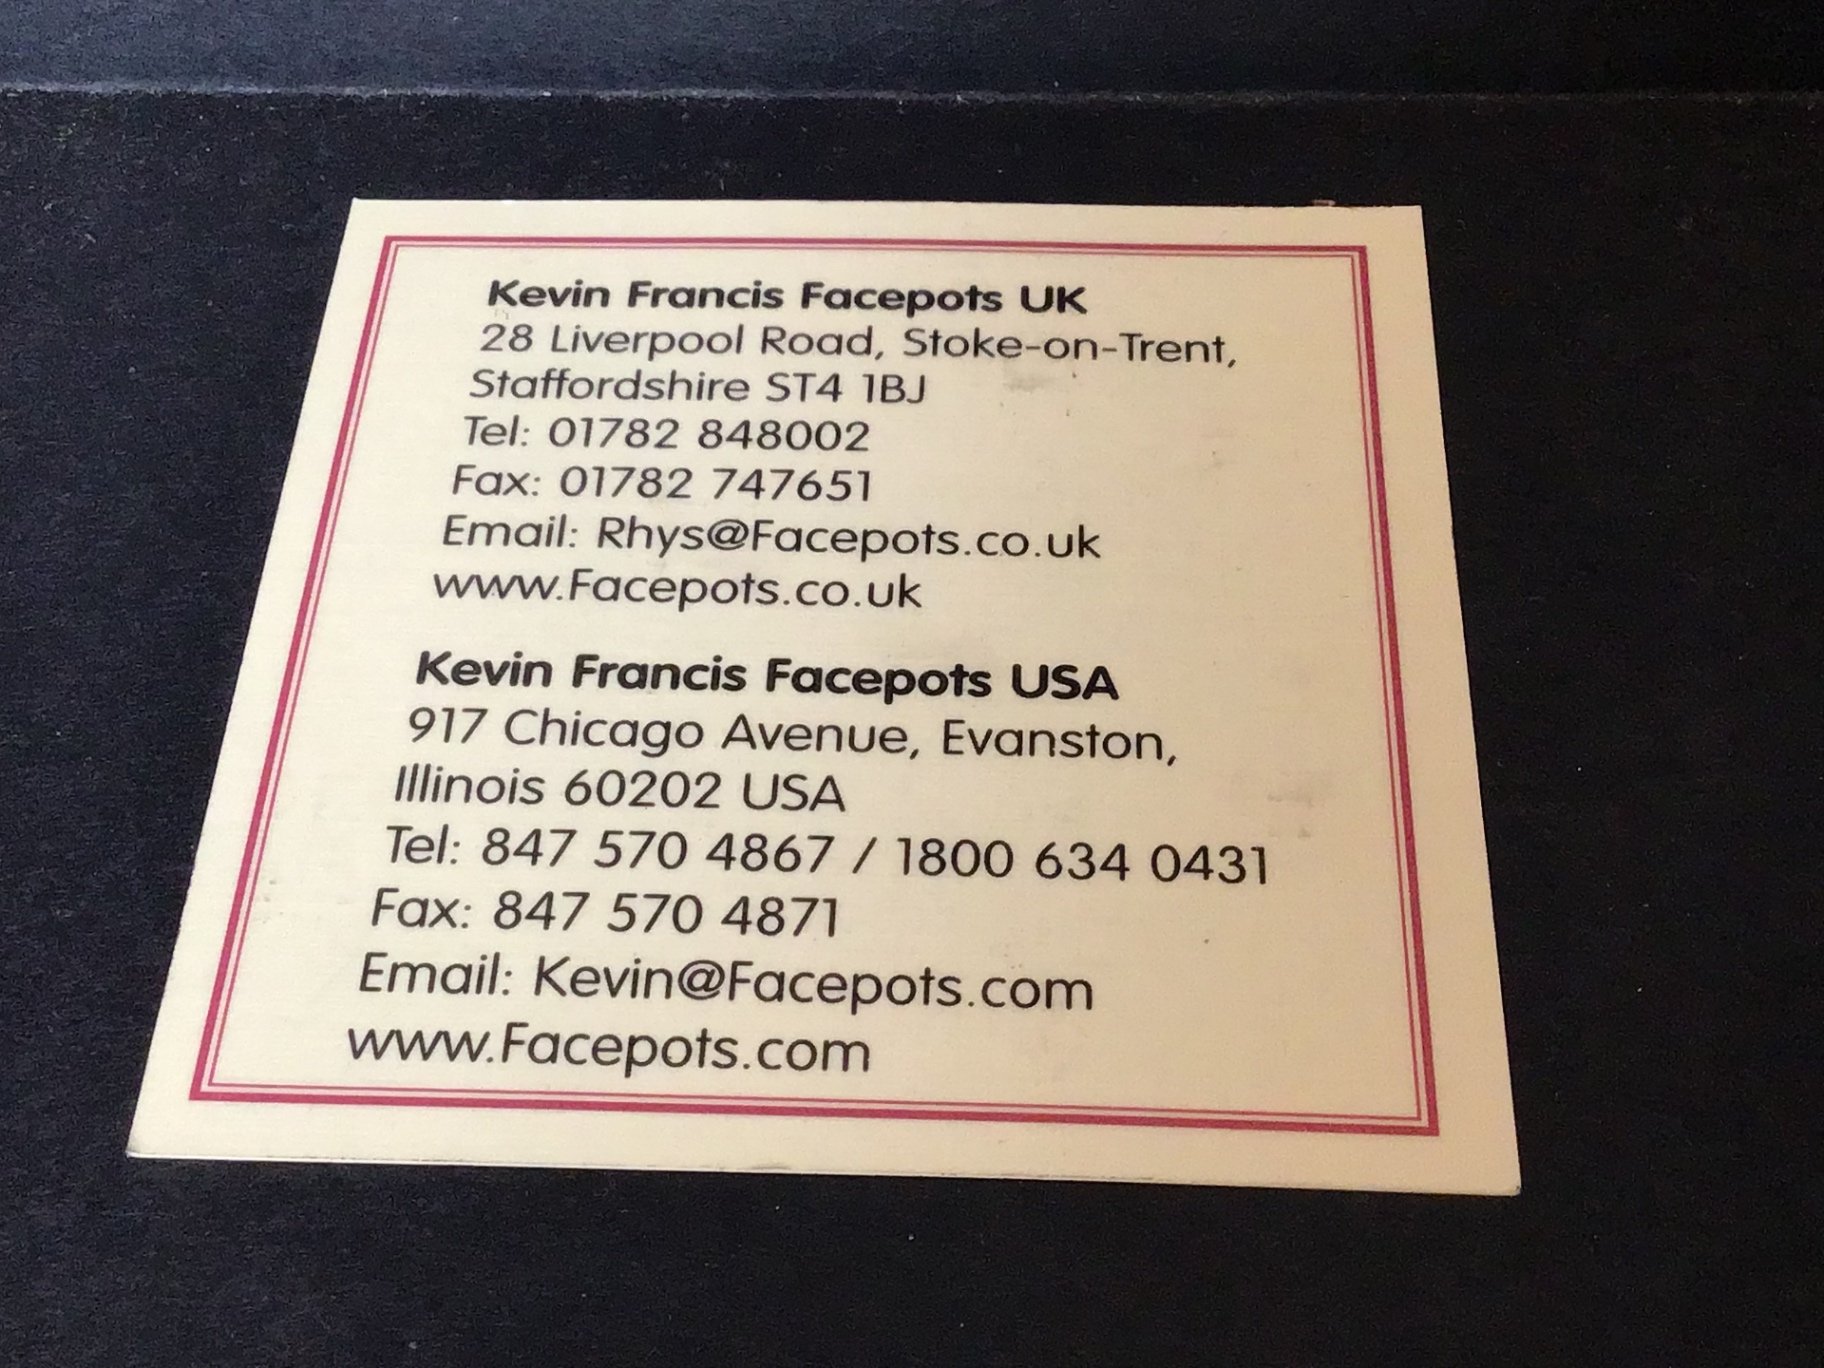 Kevin Francis Facepots UK
28 Liverpool Road, Stoke-on-Trent,
Staffordshire ST4 1BJ
Tel: 01782 848002
Fax: 01782 747651
Email: Rhys@Facepots.co.uk
www.Facepots.co.uk
Kevin Francis Facepots USA
917 Chicago Avenue, Evanston,
Illinois 60202 USA
Tel: 847 570 4867 / 1800 634 0431
Fax: 847 570 4871
Email: Kevin@Facepots.com
www.Facepots.com